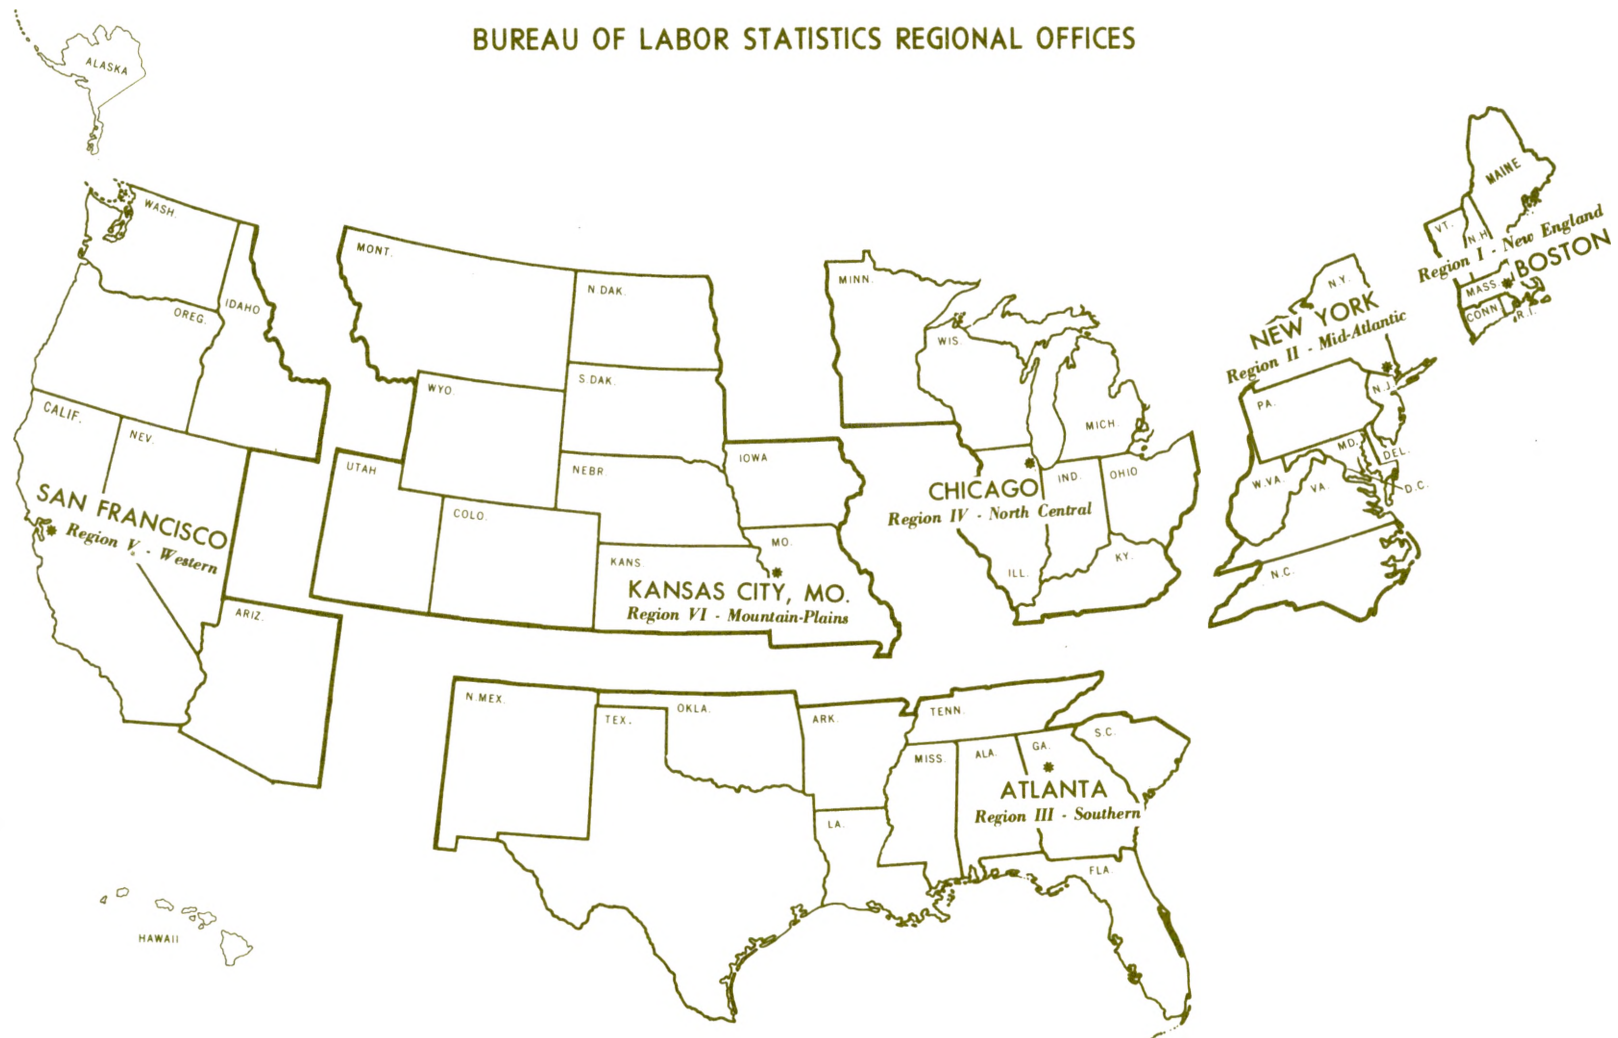 BUREAU OF LABOR STATISTICS REGIONAL OFFICES
ALASKA
WASH.
OREG.
IDAHO
CALIF.
NEV.
SAN FRANCISCO
Region V - Western
ARIZ.
HAWAII
MONT.
N.DAK.
S.DAK.
WYO.
NEBR
IOWA
UTAH
COLO.
KANS.
MO.
KANSAS CITY, MO.
Region VI - Mountain-Plains
MINN.
WIS.
MICH.
CHICAGO
Region IV - North Central
IND.
OHIO
ILL.
KY.
N.MEX.
TEX.
OKLA.
ARK.
LA.
TENN.
MISS.
ALA.
GA.
S.C.
ATLANTA
Region III - Southern
FLA.
N.Y.
NEW YORK
Region II - Mid-Atlantic
PA.
N.J.
MD.
DEL.
W.VA.
VA.
D.C.
N.C.
MAINE
VT.
N.H.
Region I - New England
BOSTON
MASS.
CONN.
R.I.